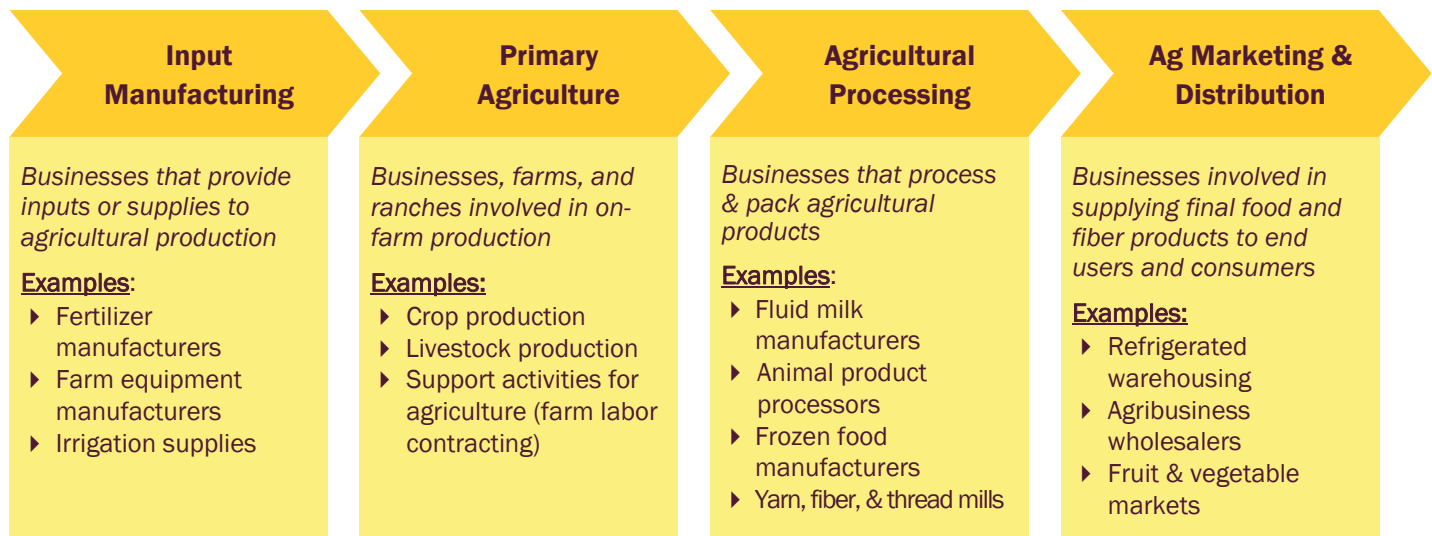 Input
Manufacturing
Businesses that provide
inputs or supplies to
agricultural production
Examples:
Fertilizer
manufacturers
Farm equipment
manufacturers
Irrigation supplies
Primary
Agriculture
Businesses, farms, and
ranches involved in on-
farm production
Examples:
Crop production
Livestock production
Support activities for
agriculture (farm labor
contracting)
Agricultural
Processing
Businesses that process
& pack agricultural
products
Examples:
Fluid milk
manufacturers
Animal product
processors
Frozen food
manufacturers
Yarn, fiber, & thread mills
Ag Marketing &
Distribution
Businesses involved in
supplying final food and
fiber products to end
users and consumers
Examples:
Refrigerated
warehousing
Agribusiness
wholesalers
Fruit & vegetable
markets